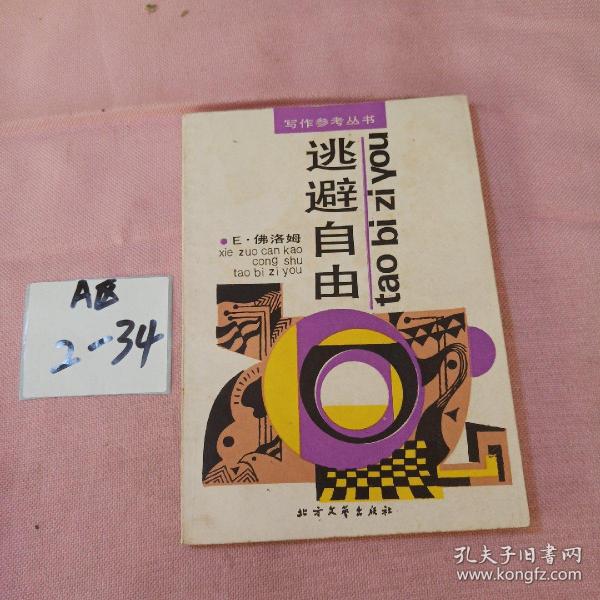 写作参考丛书
逃避自由
tao bi zi you
E·佛洛姆
xie zuo can kao
cong shu
tao bi zi you
北方文艺出版社
A区
2-34
孔夫子旧书网
www.kongfz.com